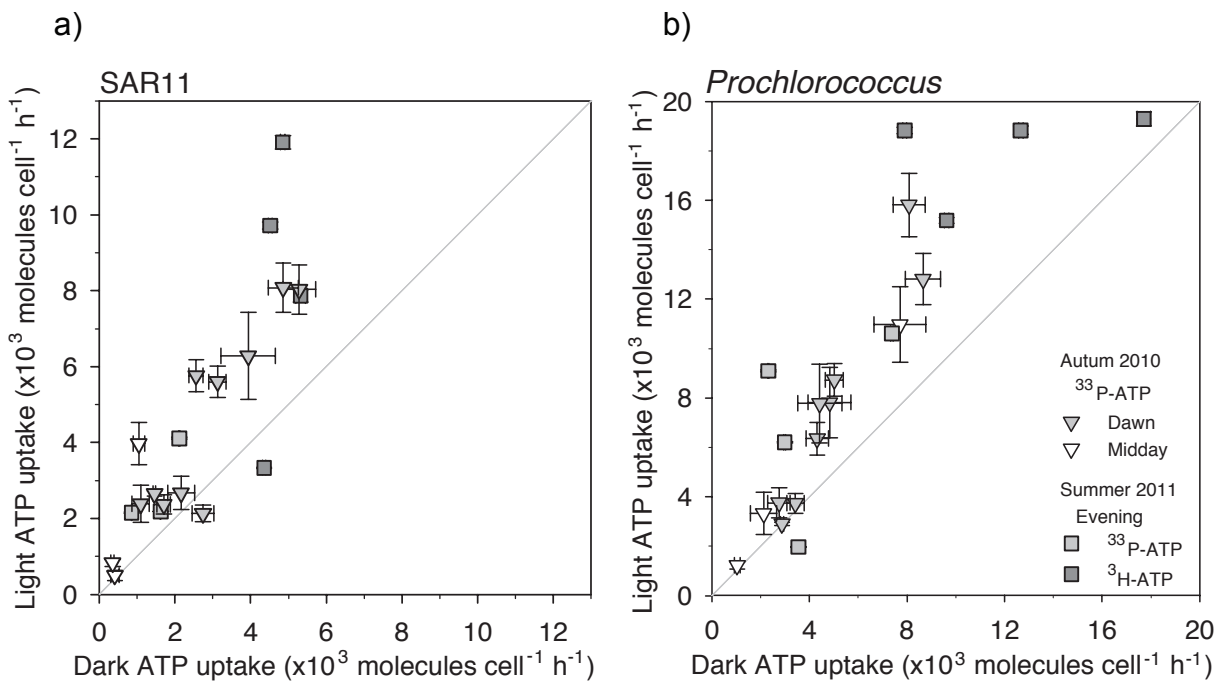 a)
SAR11
Light ATP uptake (x10³ molecules cell⁻¹ h⁻¹)
12
10
8
6
4
2
0
0 2 4 6 8 10 12
Dark ATP uptake (x10³ molecules cell⁻¹ h⁻¹)
b)
Prochlorococcus
Light ATP uptake (x10³ molecules cell⁻¹ h⁻¹)
20
16
12
8
4
0
0 4 8 12 16 20
Dark ATP uptake (x10³ molecules cell⁻¹ h⁻¹)
Autum 2010
³³P-ATP
Dawn
Midday
Summer 2011
Evening
³³P-ATP
³H-ATP